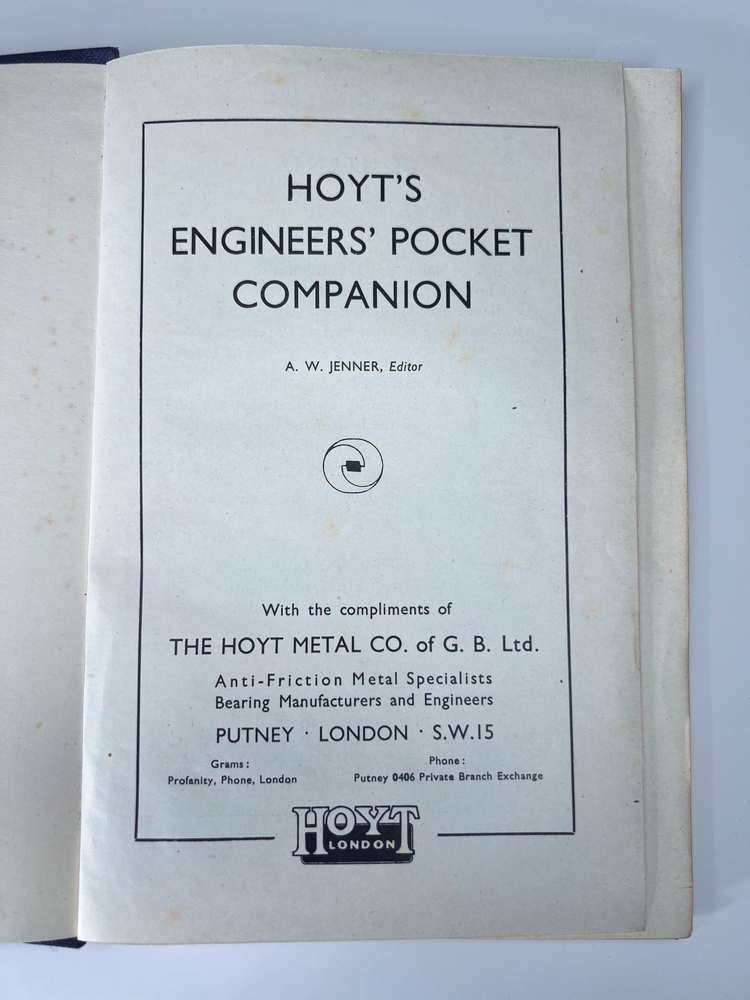 HOYT'S
ENGINEERS' POCKET
COMPANION
A. W. JENNER, Editor
With the compliments of
THE HOYT METAL CO. of G. B. Ltd.
Anti-Friction Metal Specialists
Bearing Manufacturers and Engineers
PUTNEY · LONDON · S.W.15
Grams:
Profanity, Phone, London
Phone:
Putney 0406 Private Branch Exchange
HOYT
LONDON